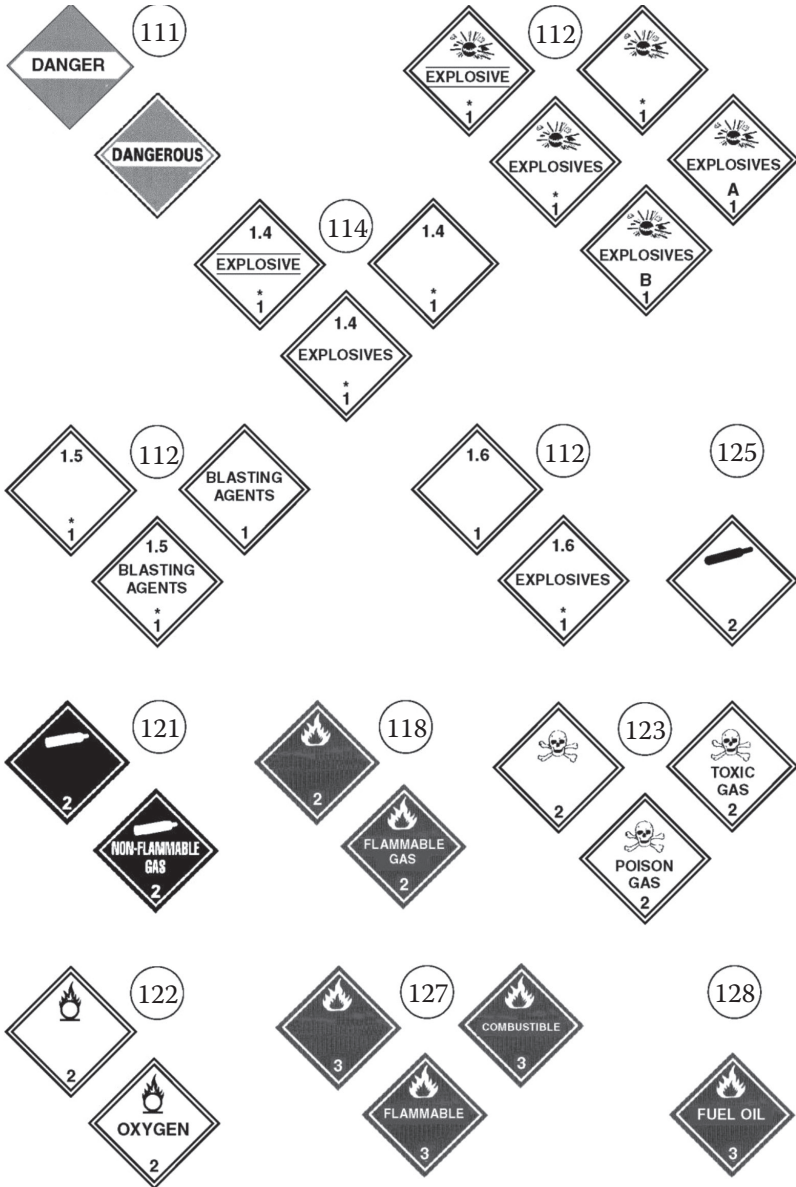 DANGER
111
DANGEROUS
EXPLOSIVE
*
1
112
*
1
EXPLOSIVES
*
1
EXPLOSIVES
A
1
EXPLOSIVES
B
1
1.4
EXPLOSIVE
*
1
114
1.4
*
1
1.4
EXPLOSIVES
*
1
1.5
*
1
112
BLASTING
AGENTS
1
1.5
BLASTING
AGENTS
*
1
1.6
1
112
1.6
EXPLOSIVES
*
1
125
2
2
121
NON-FLAMMABLE
GAS
2
2
118
FLAMMABLE
GAS
2
2
123
TOXIC
GAS
2
POISON
GAS
2
2
122
OXYGEN
2
3
127
COMBUSTIBLE
3
FLAMMABLE
3
128
FUEL OIL
3